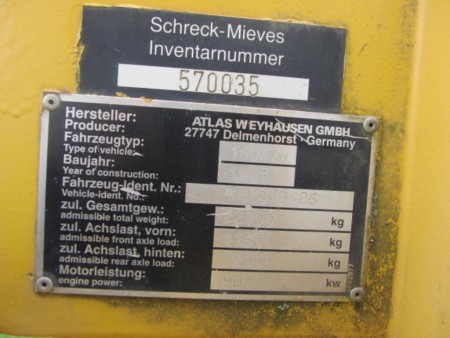 Schreck-Mieves
Inventarnummer
570035
Hersteller:
Producer:
ATLAS WEYHAUSEN GMBH
27747 Delmenhorst · Germany
Fahrzeugtyp:
Type of vehicle:
Baujahr:
Year of construction:
Fahrzeug-Ident. Nr.:
Vehicle-ident. No.:
zul. Gesamtgew.:
admissible total weight:
kg
zul. Achslast, vorn:
admissible front axle load:
kg
zul. Achslast, hinten:
admissible rear axle load:
kg
Motorleistung:
engine power:
kw